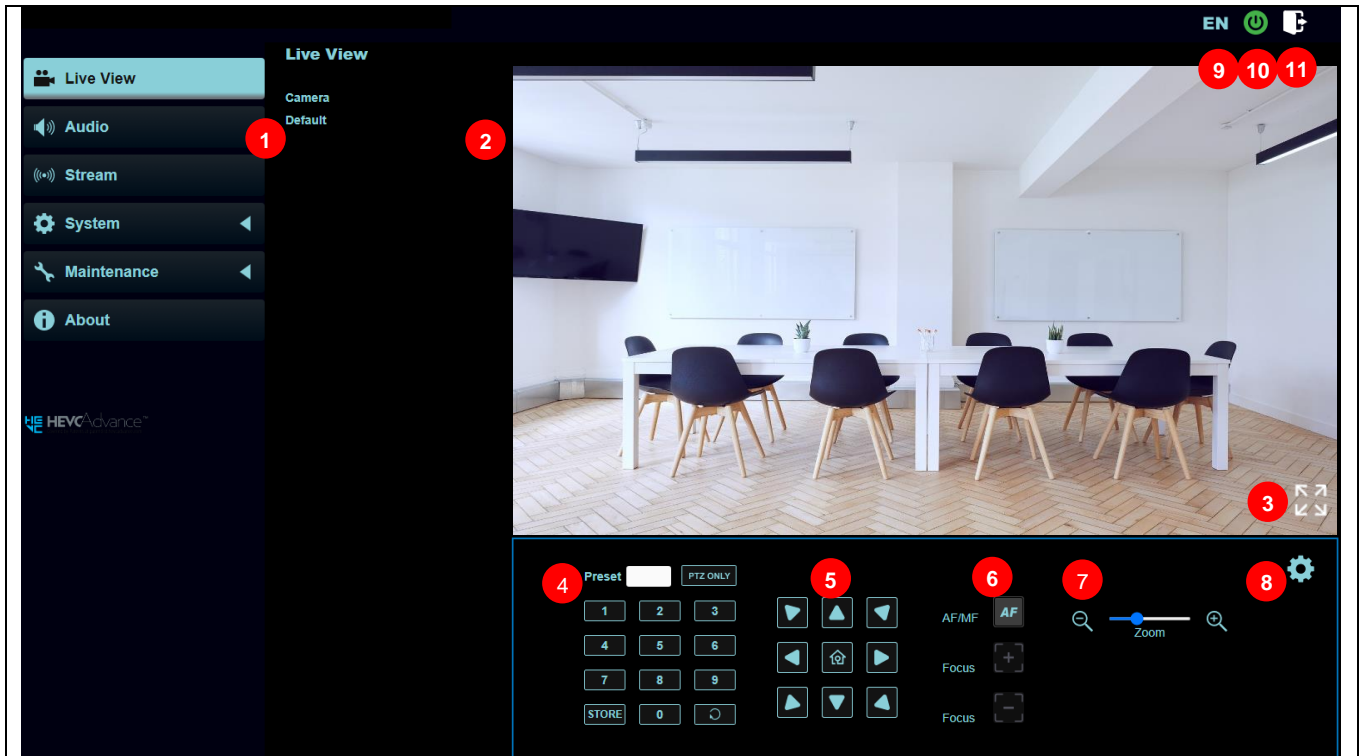 EN
9 10 11
Live View
Live View
Camera
Default
Audio
1
2
Stream
System
Maintenance
About
HEVCAdvance™
3
4
Preset
PTZ ONLY
5
6
7
8
1 2 3
AF/MF
AF
Zoom
4 5 6
Focus
7 8 9
STORE 0
Focus